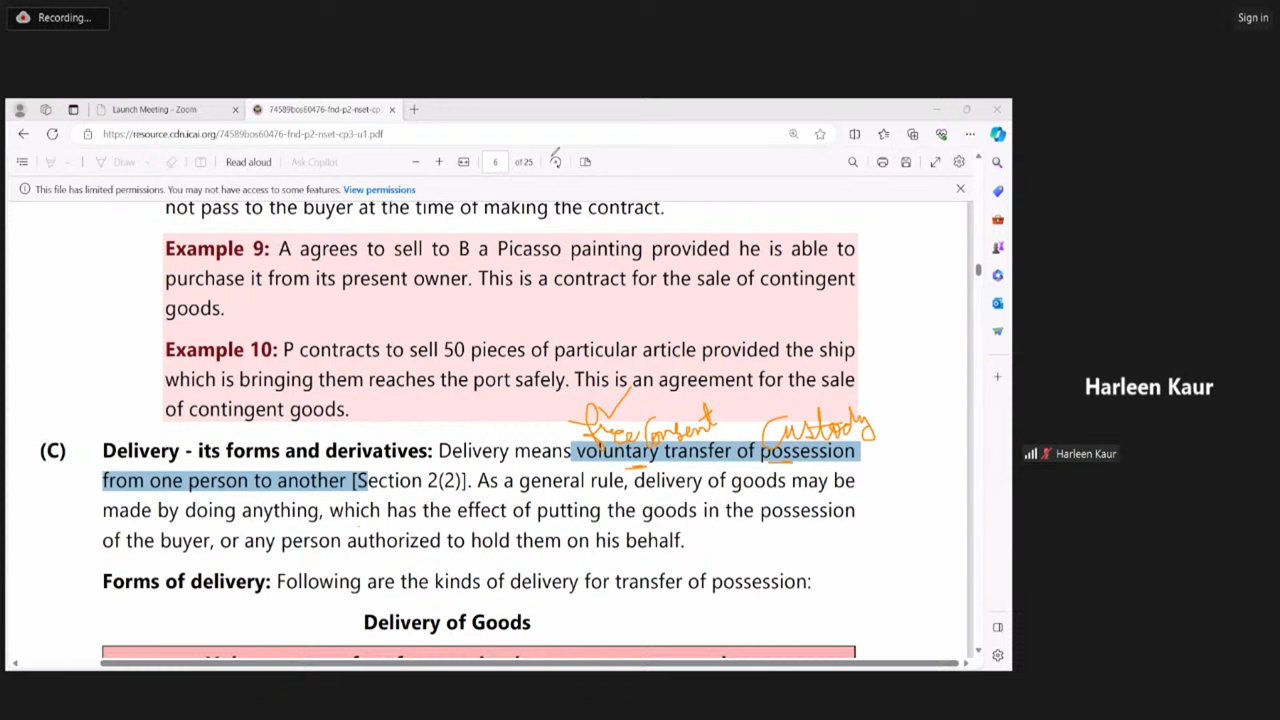 Recording...
Sign in
Launch Meeting - Zoom
74589bos60476-fnd-p2-nset-cp
https://resource.cdn.icai.org/74589bos60476-fnd-p2-nset-cp3-u1.pdf
Draw
Read aloud
Ask Copilot
6
of 25
This file has limited permissions. You may not have access to some features. View permissions
not pass to the buyer at the time of making the contract.
Example 9: A agrees to sell to B a Picasso painting provided he is able to
purchase it from its present owner. This is a contract for the sale of contingent
goods.
Example 10: P contracts to sell 50 pieces of particular article provided the ship
which is bringing them reaches the port safely. This is an agreement for the sale
of contingent goods.
free Consent
Custody
(C) Delivery - its forms and derivatives: Delivery means voluntary transfer of possession
from one person to another [Section 2(2)]. As a general rule, delivery of goods may be
made by doing anything, which has the effect of putting the goods in the possession
of the buyer, or any person authorized to hold them on his behalf.
Forms of delivery: Following are the kinds of delivery for transfer of possession:
Delivery of Goods
Harleen Kaur
Harleen Kaur